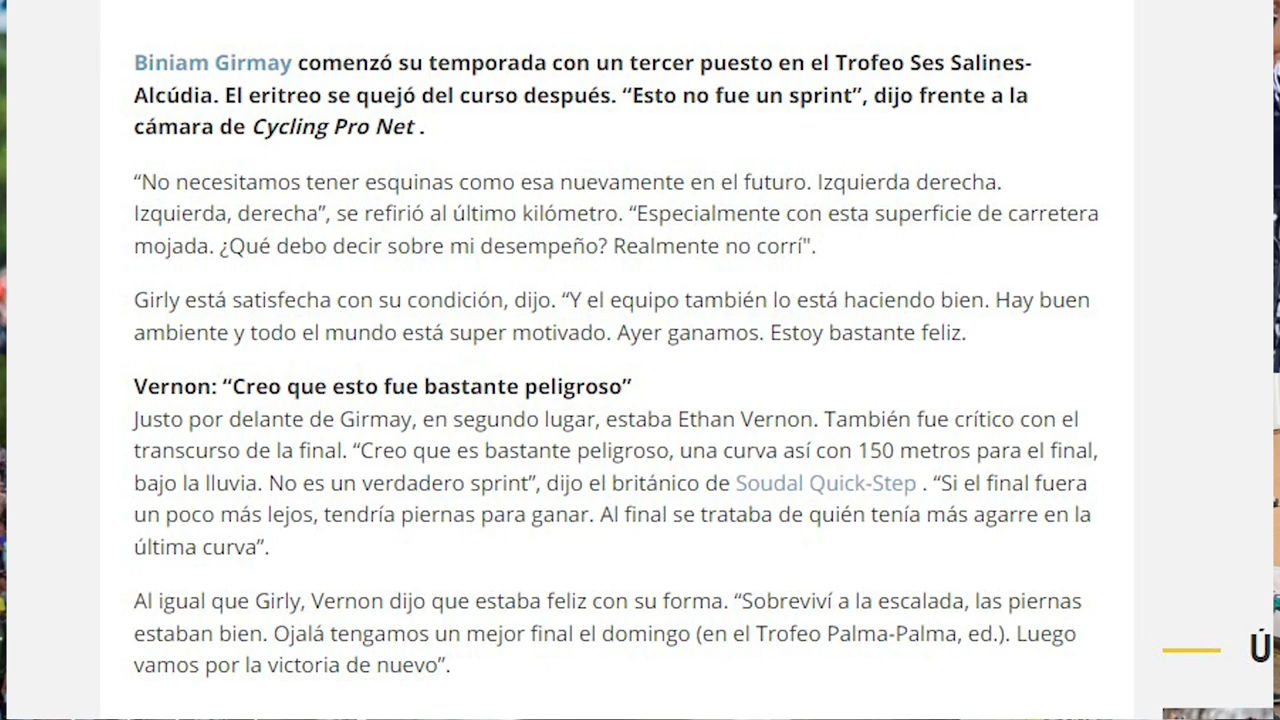 Biniam Girmay comenzó su temporada con un tercer puesto en el Trofeo Ses Salines-
Alcúdia. El eritreo se quejó del curso después. “Esto no fue un sprint”, dijo frente a la
cámara de Cycling Pro Net .
“No necesitamos tener esquinas como esa nuevamente en el futuro. Izquierda derecha.
Izquierda, derecha”, se refirió al último kilómetro. “Especialmente con esta superficie de carretera
mojada. ¿Qué debo decir sobre mi desempeño? Realmente no corrí".
Girly está satisfecha con su condición, dijo. “Y el equipo también lo está haciendo bien. Hay buen
ambiente y todo el mundo está super motivado. Ayer ganamos. Estoy bastante feliz.
Vernon: “Creo que esto fue bastante peligroso”
Justo por delante de Girmay, en segundo lugar, estaba Ethan Vernon. También fue crítico con el
transcurso de la final. “Creo que es bastante peligroso, una curva así con 150 metros para el final,
bajo la lluvia. No es un verdadero sprint”, dijo el británico de Soudal Quick-Step . “Si el final fuera
un poco más lejos, tendría piernas para ganar. Al final se trataba de quién tenía más agarre en la
última curva”.
Al igual que Girly, Vernon dijo que estaba feliz con su forma. “Sobreviví a la escalada, las piernas
estaban bien. Ojalá tengamos un mejor final el domingo (en el Trofeo Palma-Palma, ed.). Luego
vamos por la victoria de nuevo”.
Ú